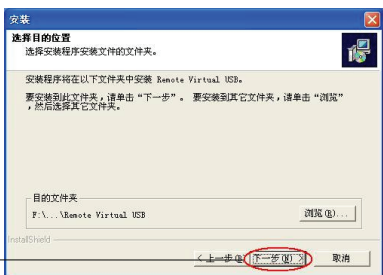 安装
选择目的位置
选择安装程序安装文件的文件夹。
安装程序将在以下文件夹中安装 Remote Virtual USB。
要安装到此文件夹，请单击“下一步”。 要安装到其它文件夹，请单击“浏览”
，然后选择其它文件夹。
目的文件夹
F:\...\Remote Virtual USB
浏览(R)...
InstallShield
<上一步(B)
下一步(N) >
取消